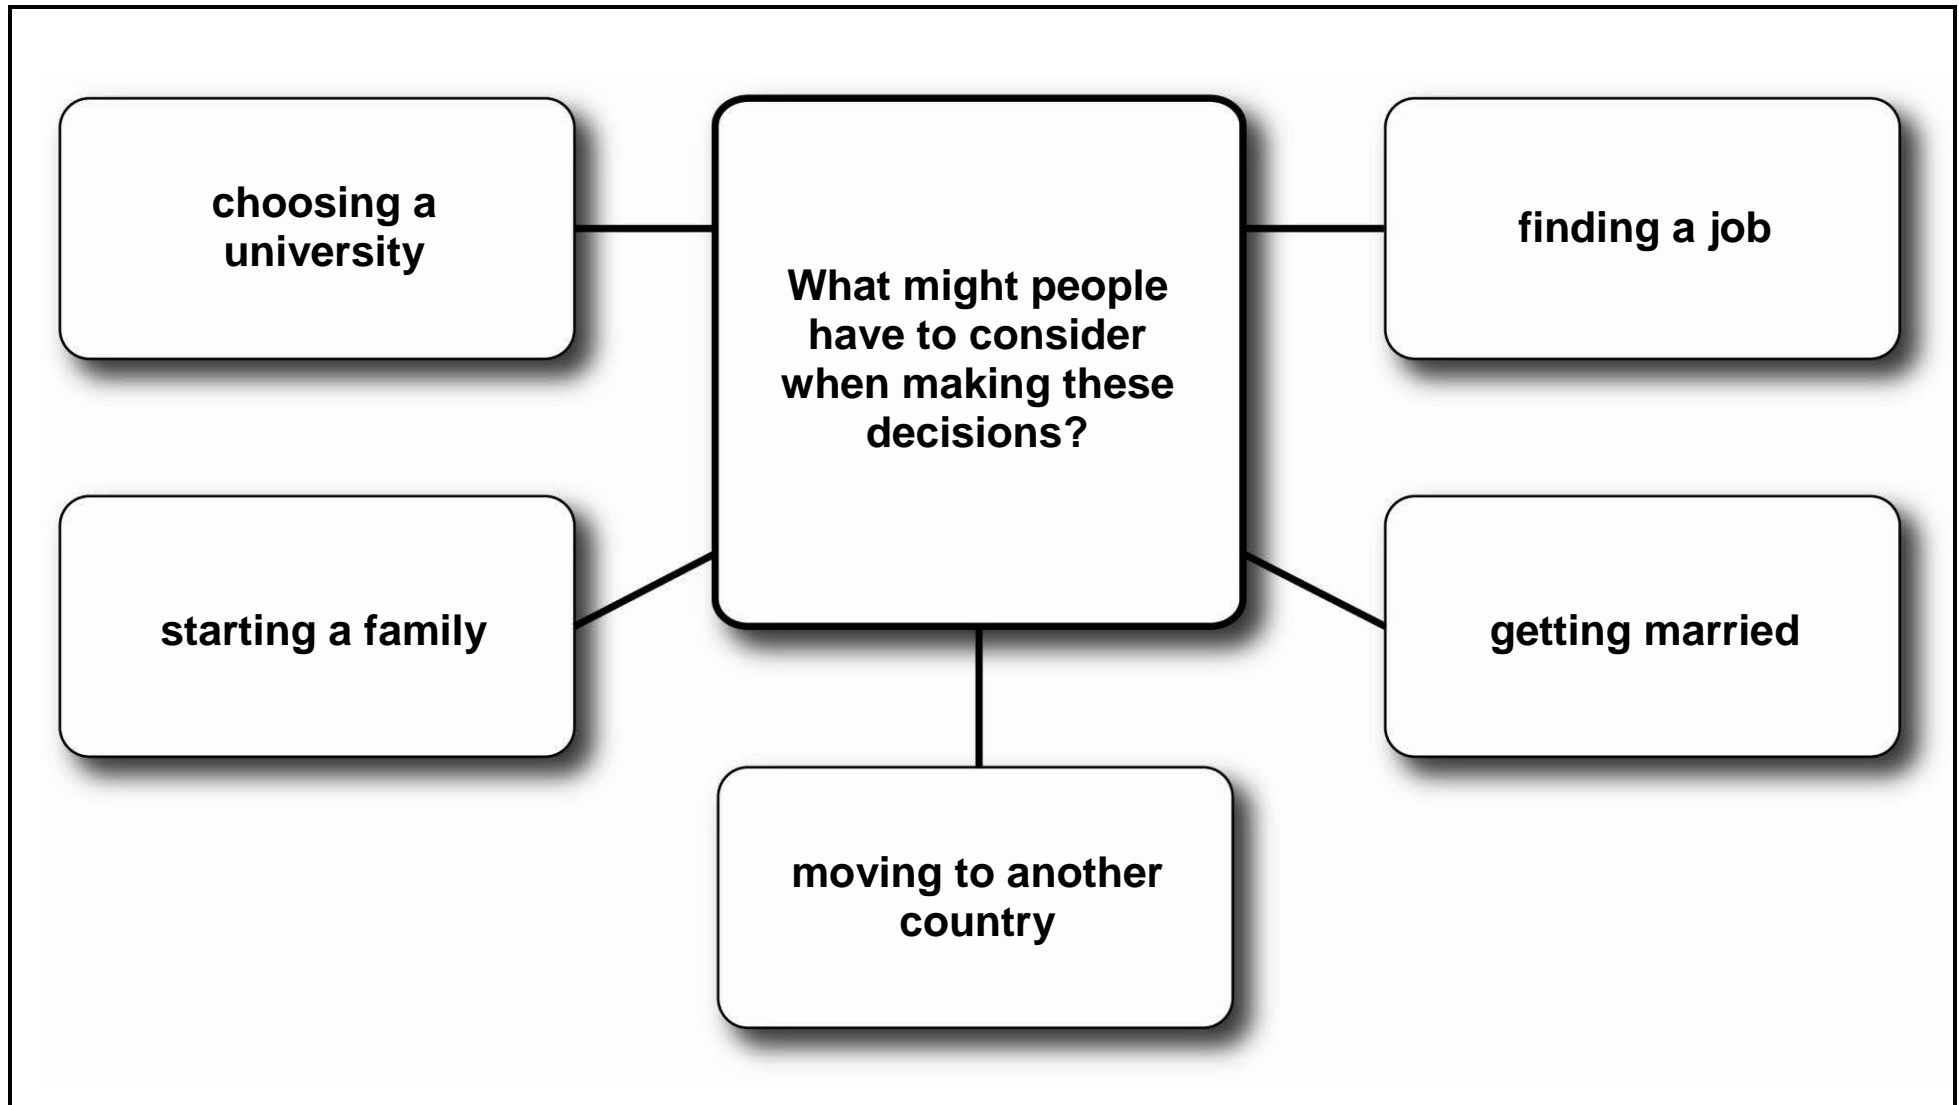 choosing a
university
What might people
have to consider
when making these
decisions?
finding a job
starting a family
getting married
moving to another
country